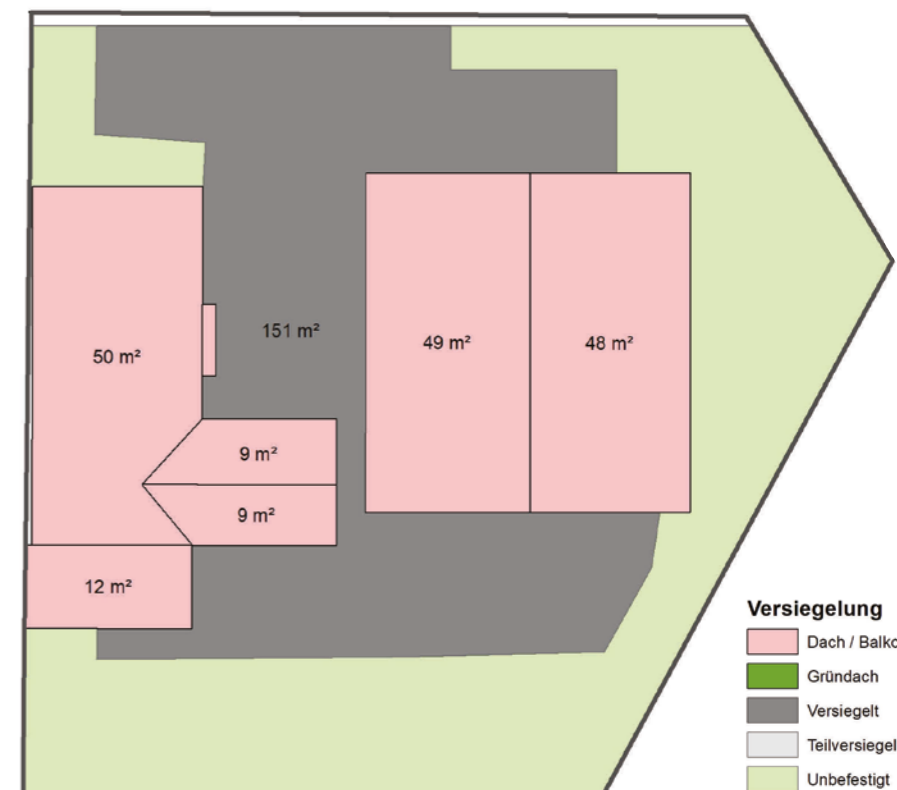 151 m²
50 m²
49 m²
48 m²
9 m²
9 m²
12 m²
Versiegelung
Dach / Balko
Gründach
Versiegelt
Teilversiegel
Unbefestigt